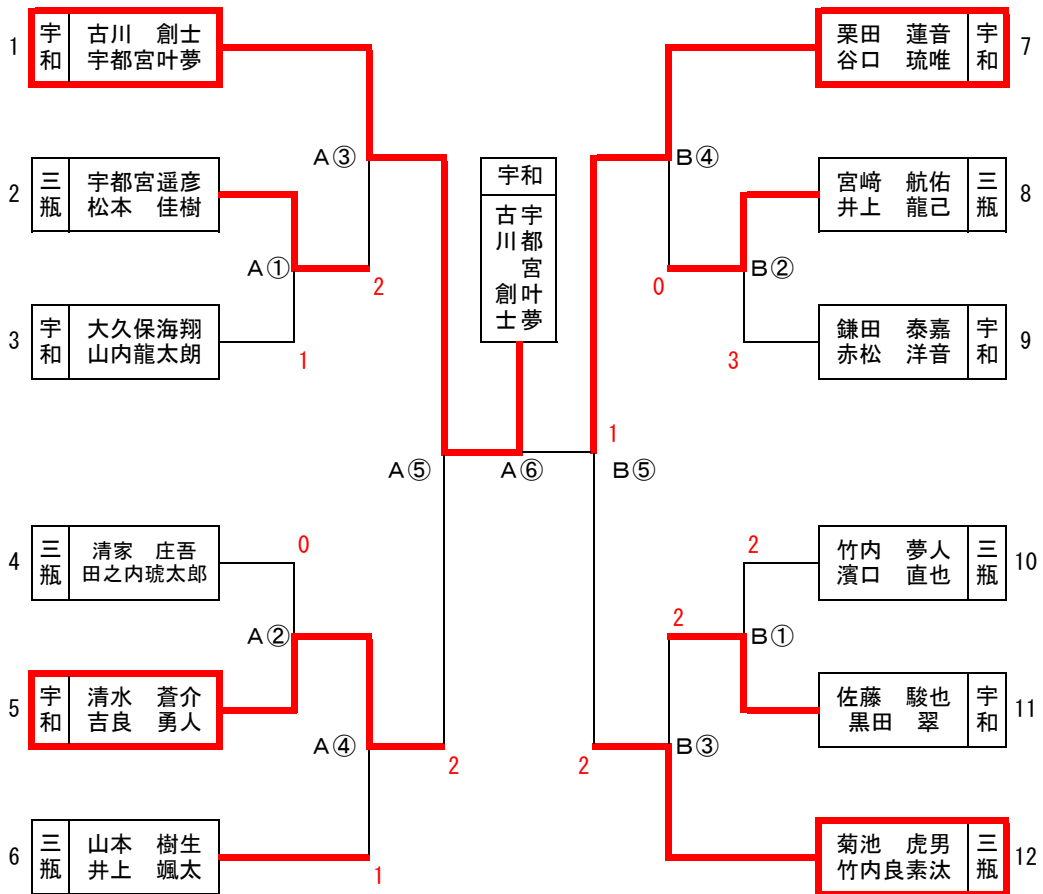 1 宇和 古川　創士
宇都宮叶夢
2 三瓶 宇都宮遥彦
松本　佳樹
3 宇和 大久保海翔
山内龍太朗
4 三瓶 清家　庄吾
田之内琥太郎
5 宇和 清水　蒼介
吉良　勇人
6 三瓶 山本　樹生
井上　颯太
A③
A①
2
1
0
A②
A④
2
1
A⑤
宇和
宇都宮叶夢
古川　創士
A⑥
B⑤
1
B④
B②
0
3
2
2
B①
B③
2
栗田　蓮音
谷口　琉唯 宇和 7
宮﨑　航佑
井上　龍己 三瓶 8
鎌田　泰嘉
赤松　洋音 宇和 9
竹内　夢人
濱口　直也 三瓶 10
佐藤　駿也
黒田　翠 宇和 11
菊池　虎男
竹内良素汰 三瓶 12